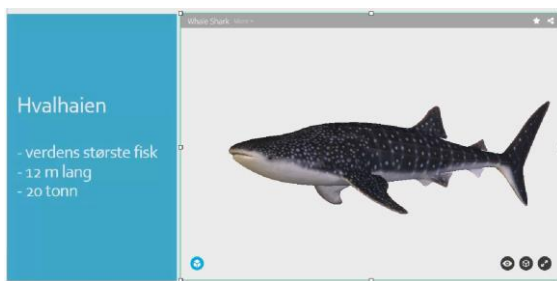 Hvalhaien
- verdens største fisk
- 12 m lang
- 20 tonn
Whale Shark